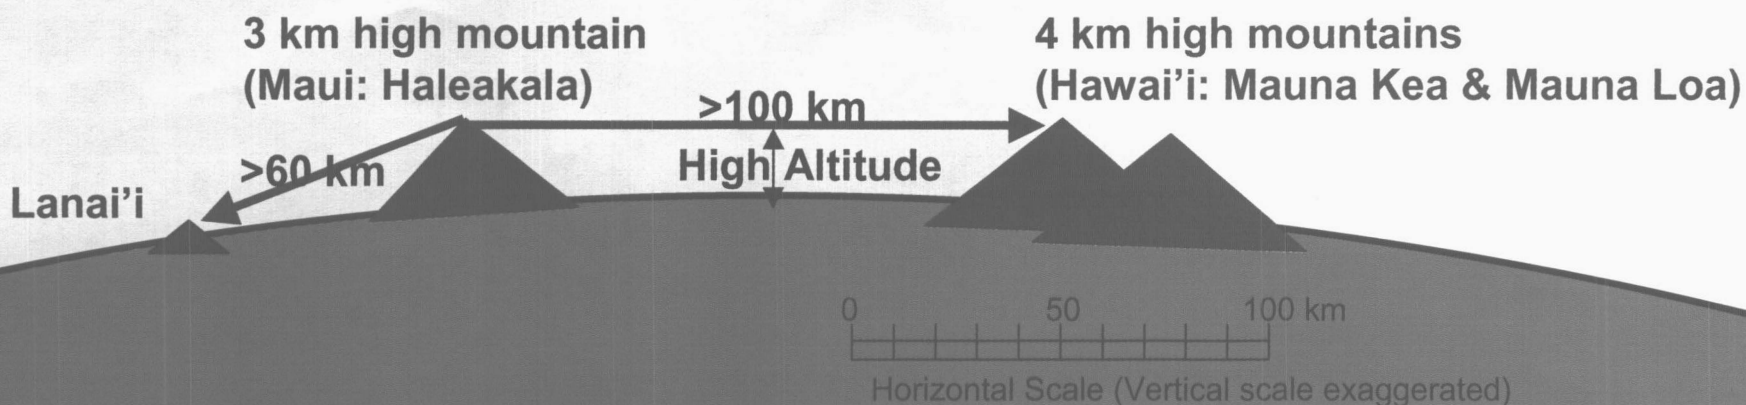 3 km high mountain
(Maui: Haleakala)
4 km high mountains
(Hawai’i: Mauna Kea & Mauna Loa)
>100 km
High Altitude
>60 km
Lanai’i
0 50 100 km
Horizontal Scale (Vertical scale exaggerated)